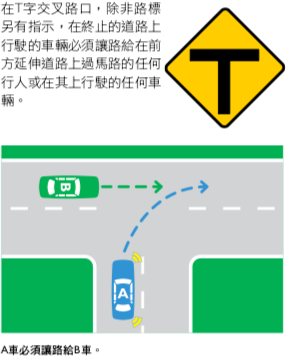 在T字交叉路口，除非路標
另有指示，在終止的道路上
行駛的車輛必須讓路給在前
方延伸道路上過馬路的任何
行人或在其上行駛的任何車
輛。
T
B
A
A車必須讓路給B車。